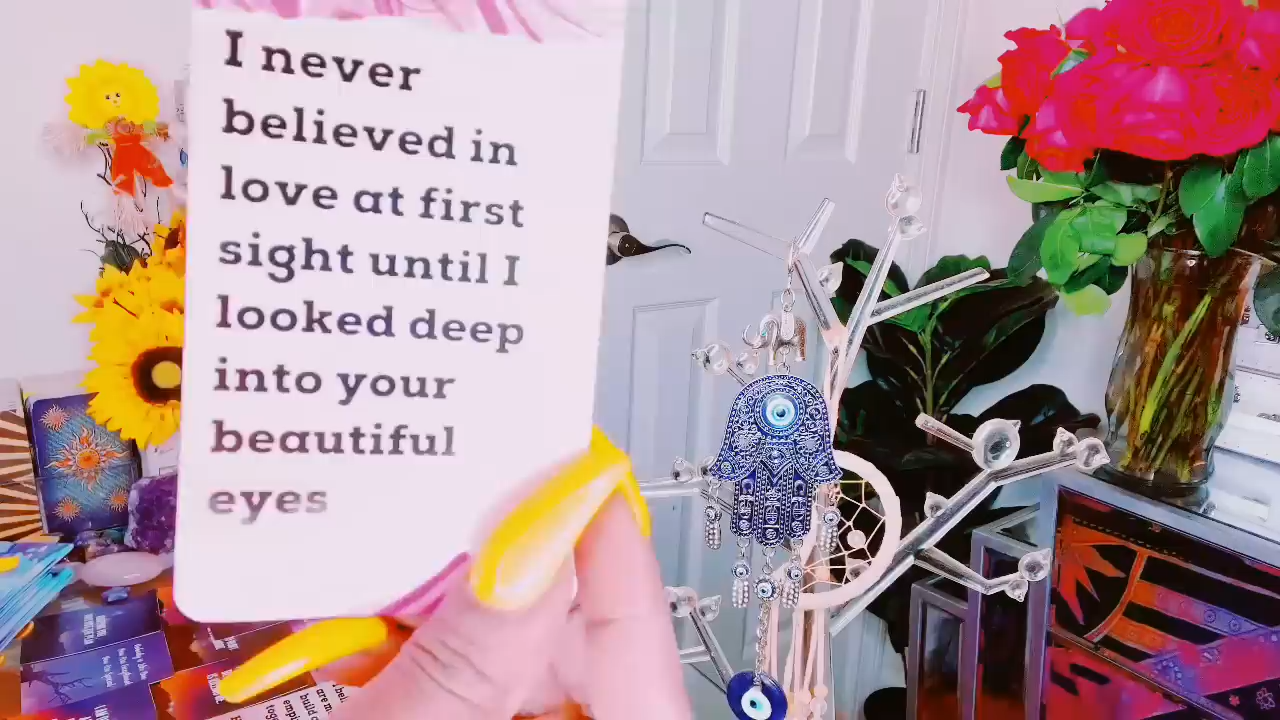 I never
believed in
love at first
sight until I
looked deep
into your
beautiful
eyes